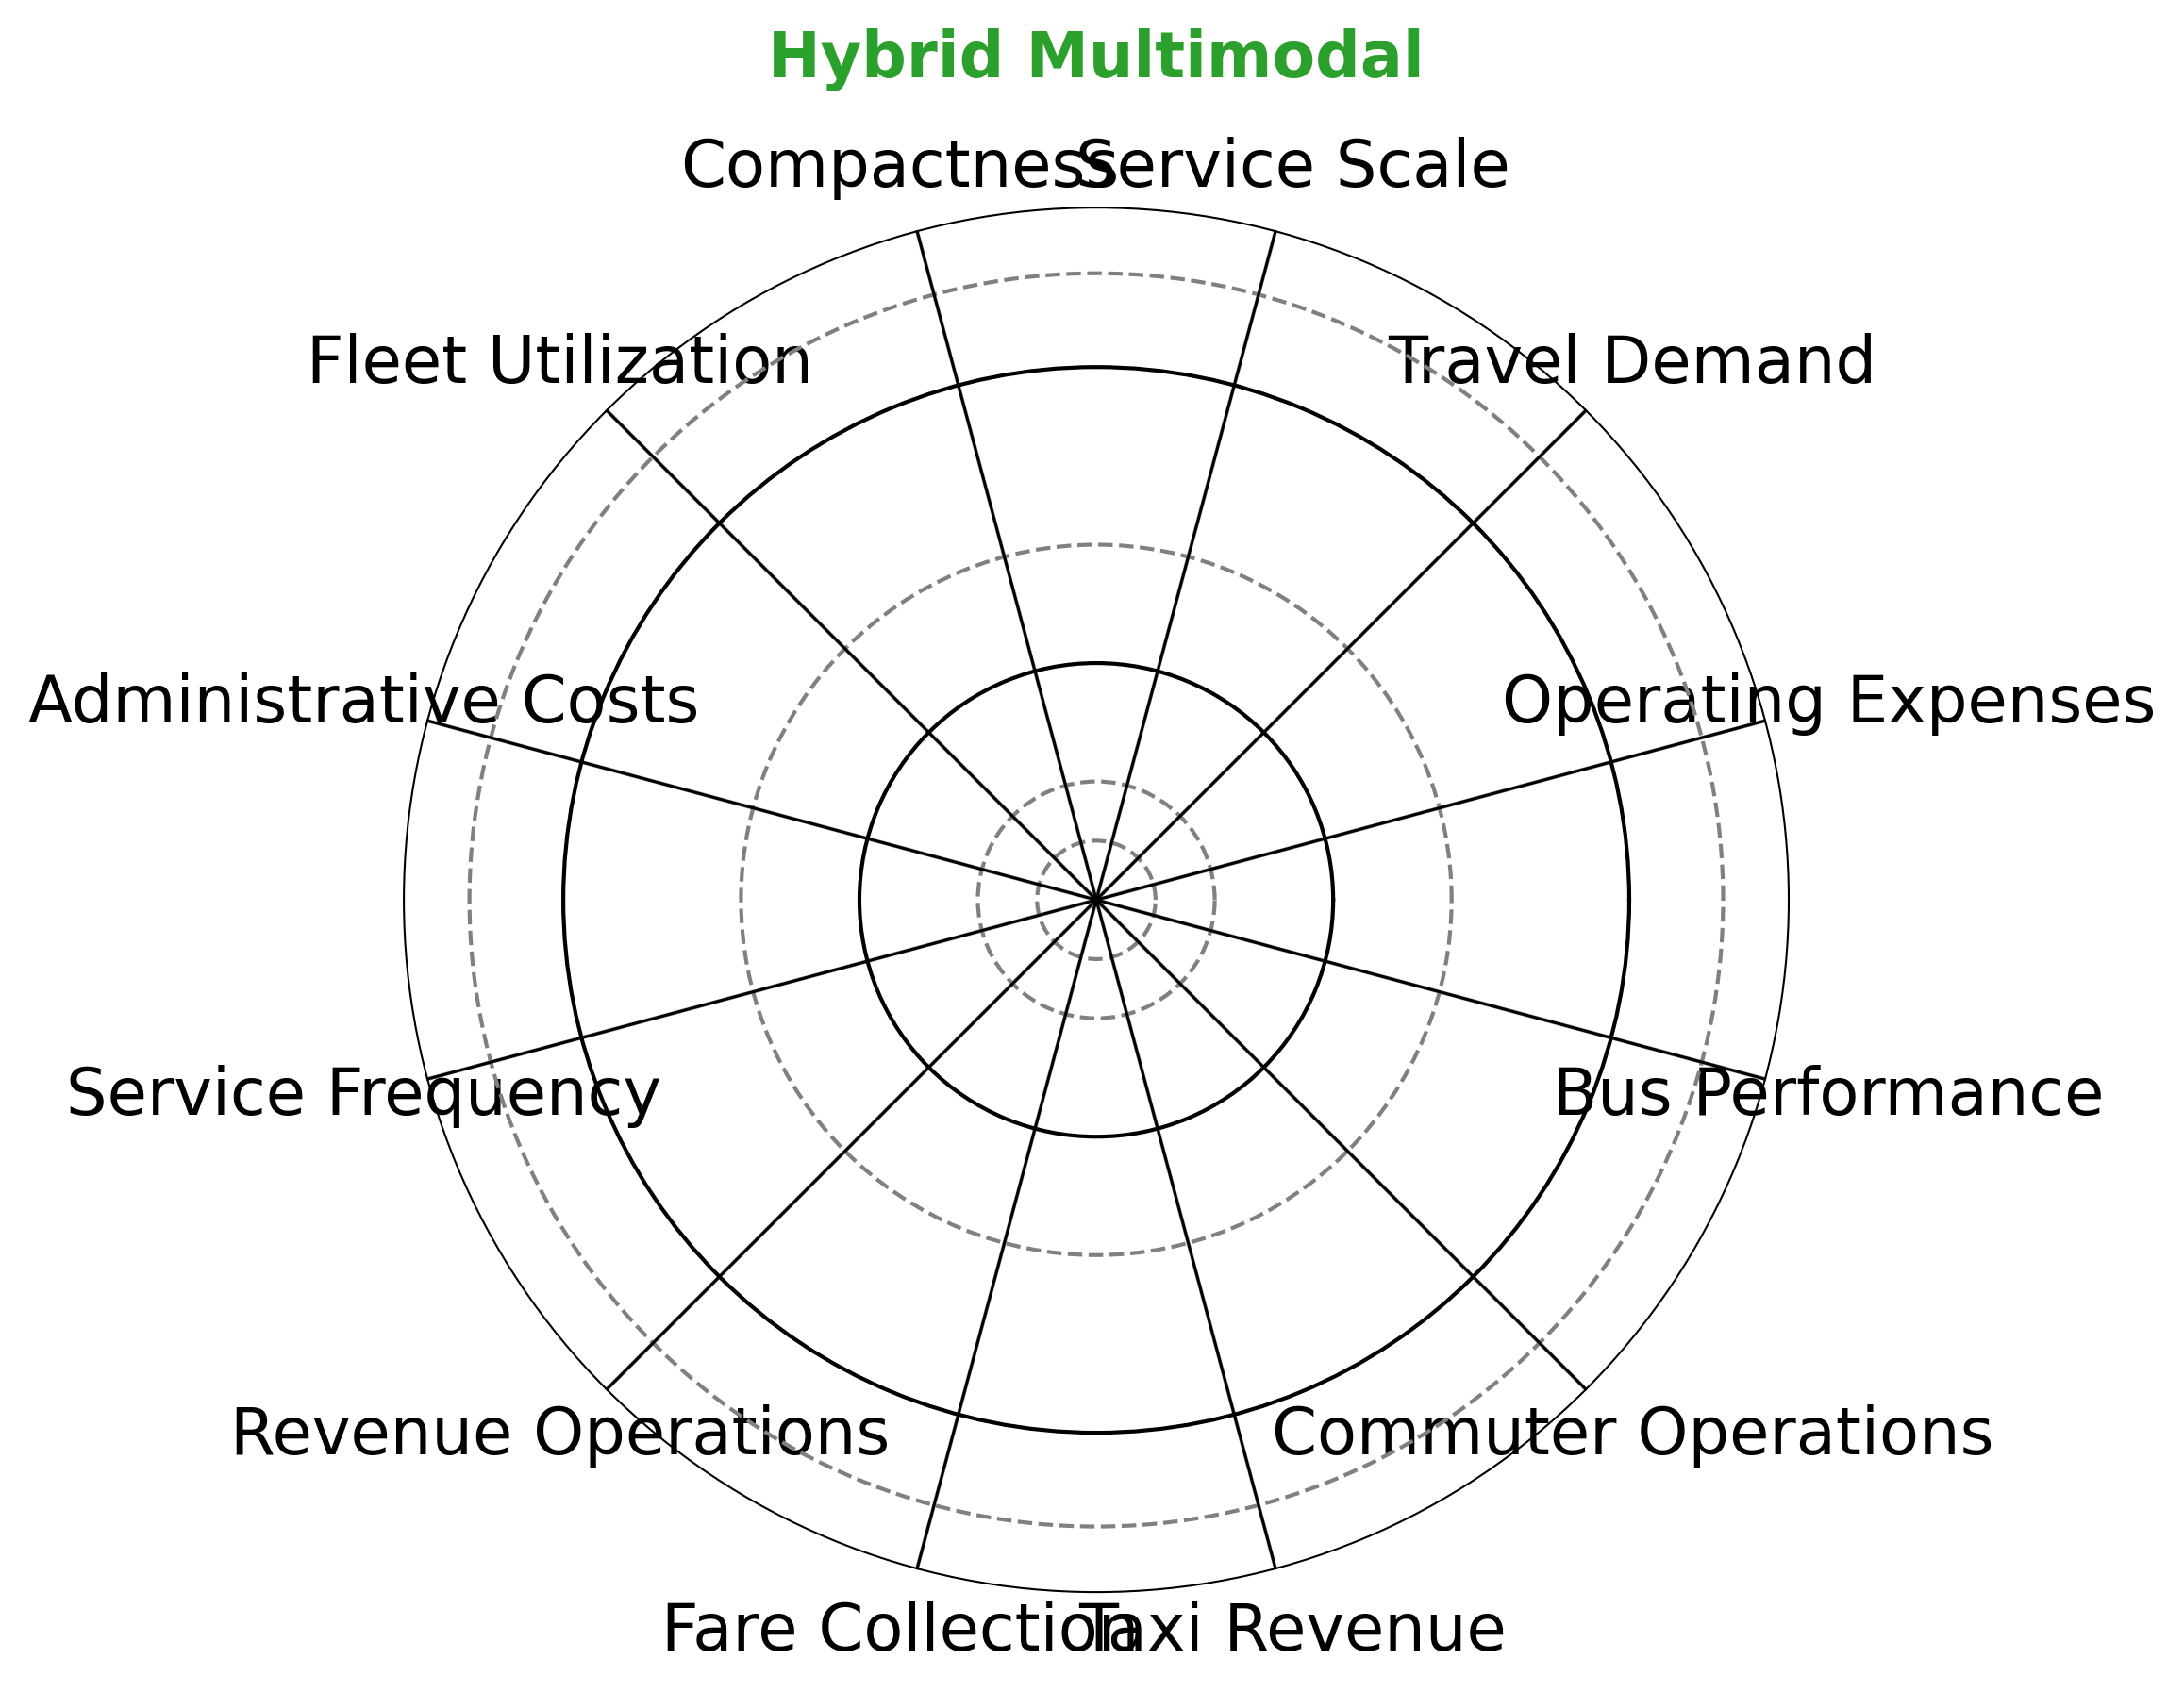 Hybrid Multimodal
Compactness
Service Scale
Fleet Utilization
Travel Demand
Administrative Costs
Operating Expenses
Service Frequency
Bus Performance
Revenue Operations
Commuter Operations
Fare Collection
Taxi Revenue